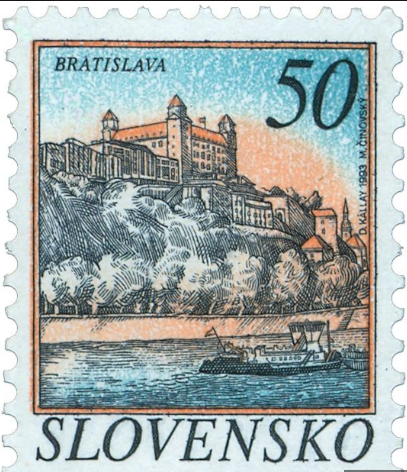 BRATISLAVA
50
D. KÁLLAY 1993 M. ČINOVSKÝ
SLOVENSKO